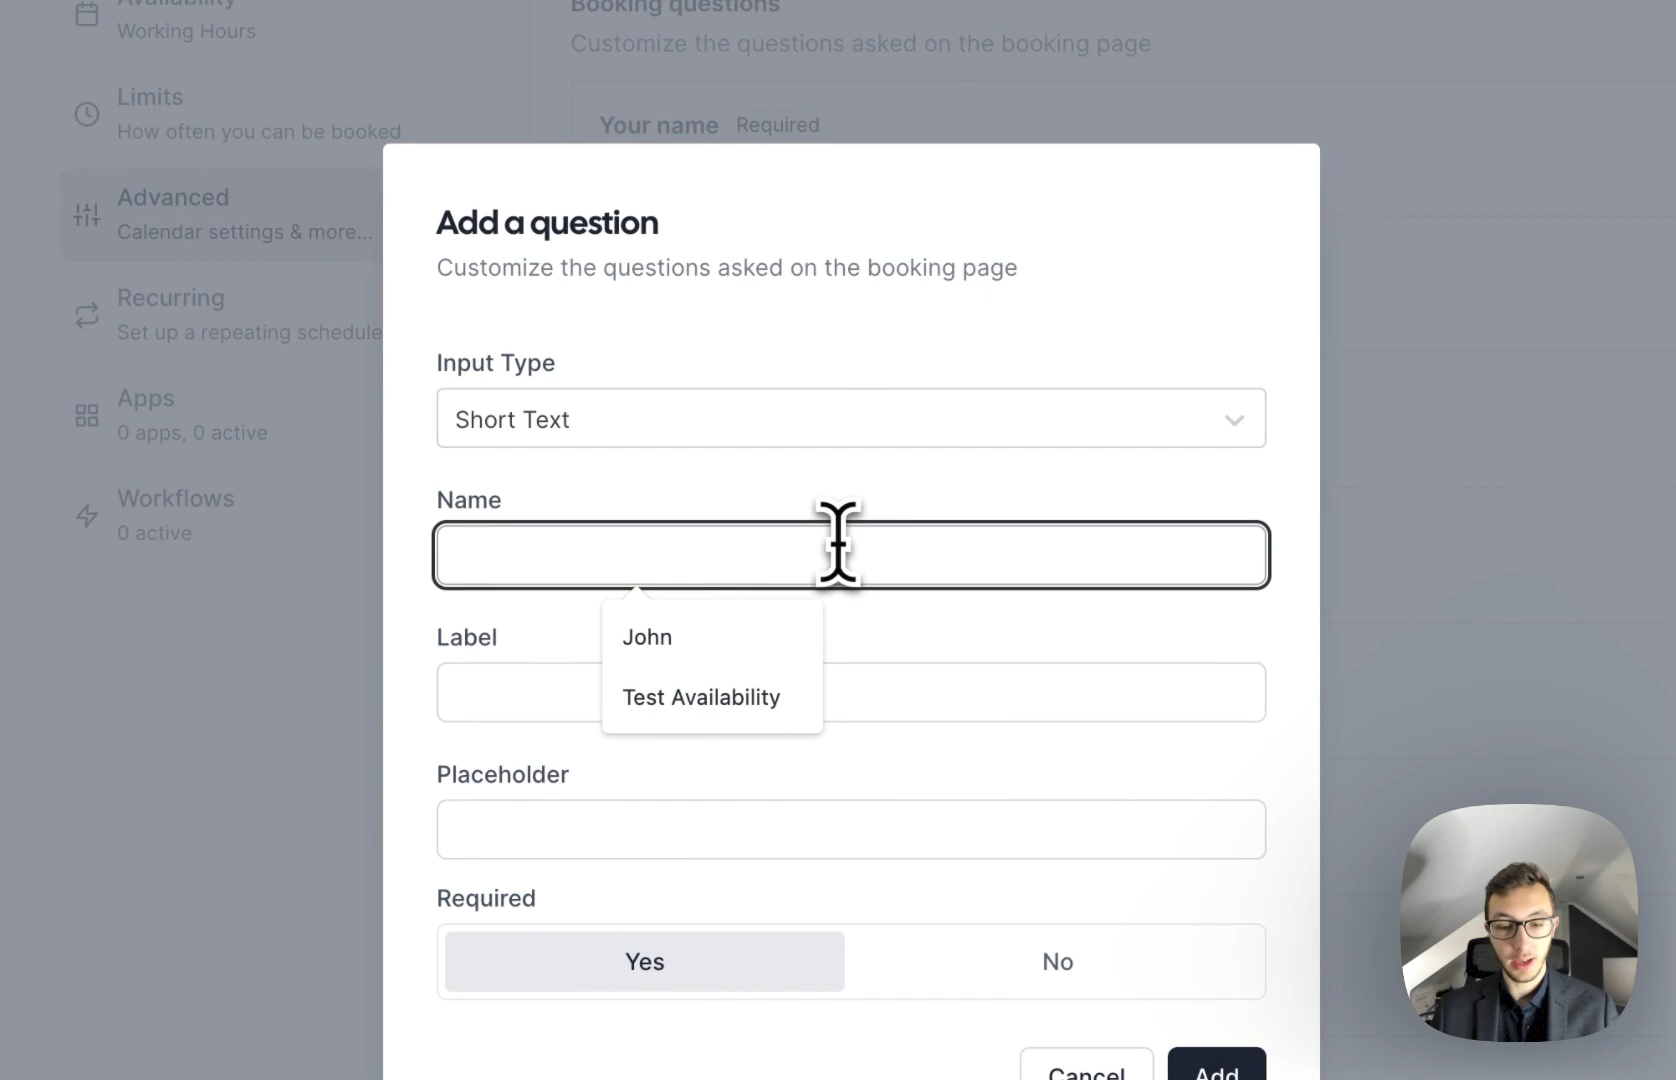 Availability
Working Hours
Limits
How often you can be booked
Advanced
Calendar settings & more...
Recurring
Set up a repeating schedule
Apps
0 apps, 0 active
Workflows
0 active
Booking questions
Customize the questions asked on the booking page
Your name Required
Add a question
Customize the questions asked on the booking page
Input Type
Short Text
Name
John
Test Availability
Label
Placeholder
Required
Yes No
Cancel Add